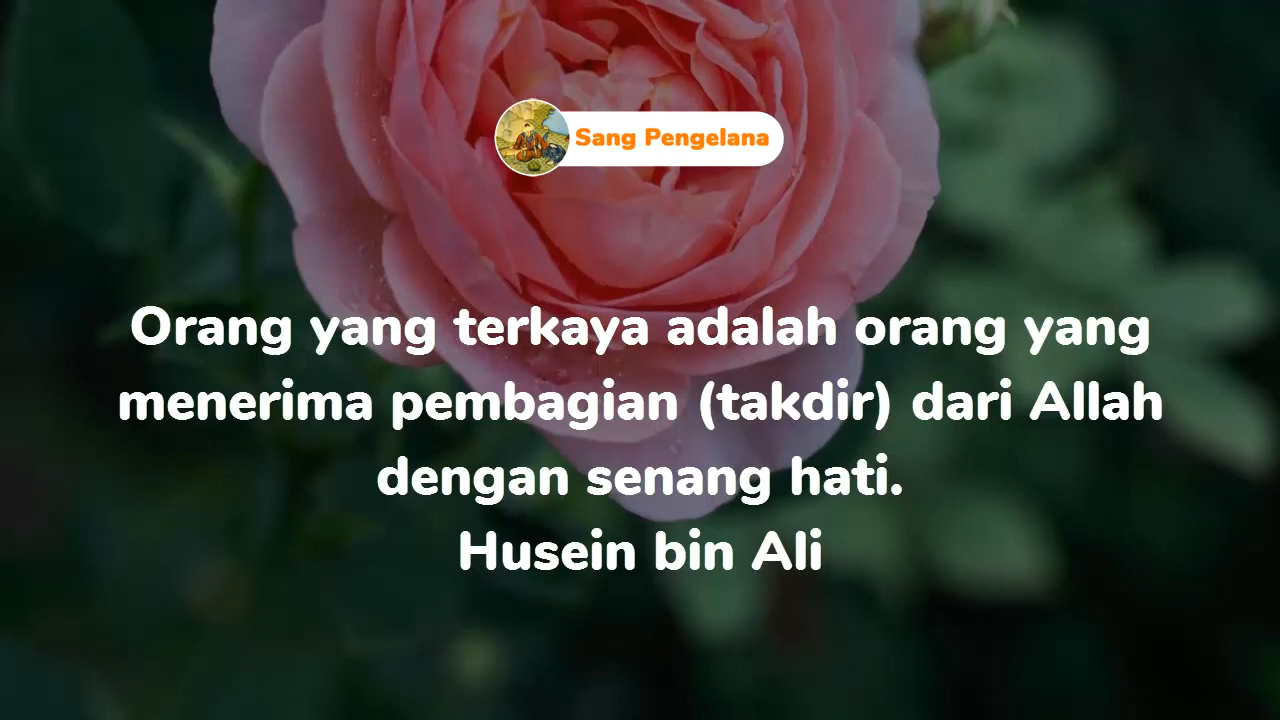 Sang Pengelana
Orang yang terkaya adalah orang yang
menerima pembagian (takdir) dari Allah
dengan senang hati.
Husein bin Ali